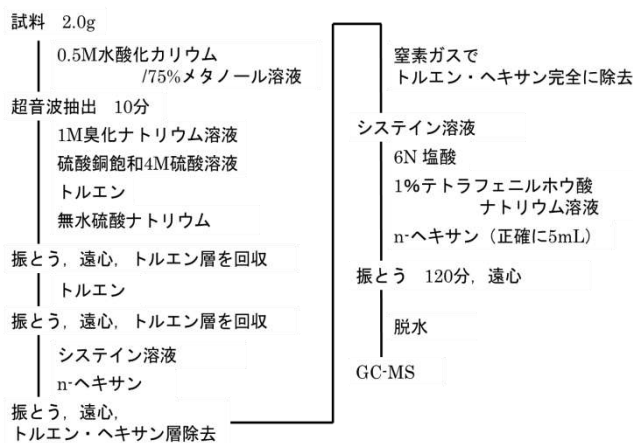 試料 2.0g
0.5M水酸化カリウム
/75%メタノール溶液
超音波抽出 10分
1M臭化ナトリウム溶液
硫酸銅飽和4M硫酸溶液
トルエン
無水硫酸ナトリウム
振とう，遠心，トルエン層を回収
トルエン
振とう，遠心，トルエン層を回収
システイン溶液
n-ヘキサン
振とう，遠心，
トルエン・ヘキサン層除去
窒素ガスで
トルエン・ヘキサン完全に除去
システイン溶液
6N 塩酸
1%テトラフェニルホウ酸
ナトリウム溶液
n-ヘキサン（正確に5mL）
振とう 120分，遠心
脱水
GC-MS